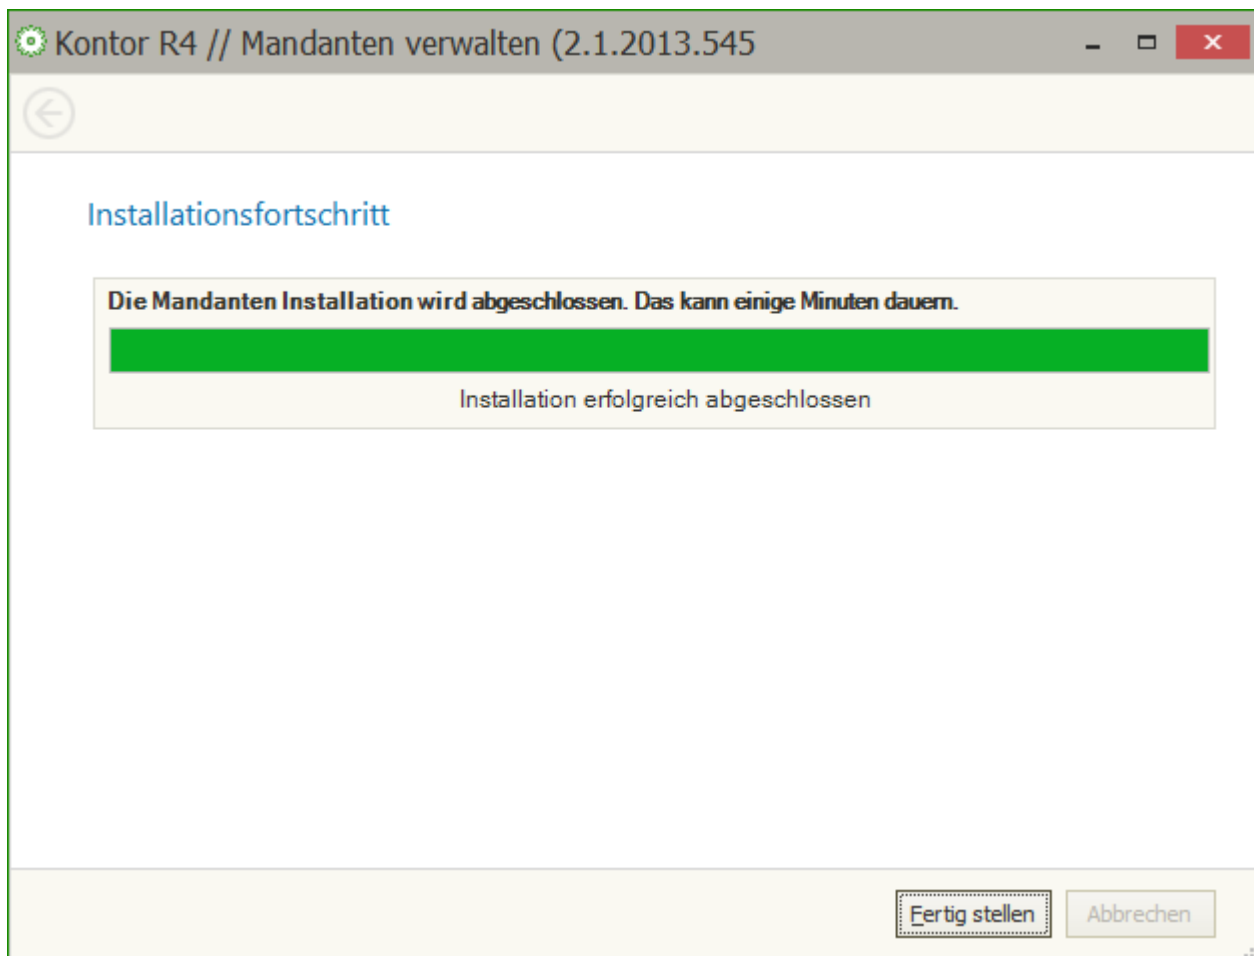 Kontor R4 // Mandanten verwalten (2.1.2013.545
Installationsfortschritt
Die Mandanten Installation wird abgeschlossen. Das kann einige Minuten dauern.
Installation erfolgreich abgeschlossen
Fertig stellen
Abbrechen